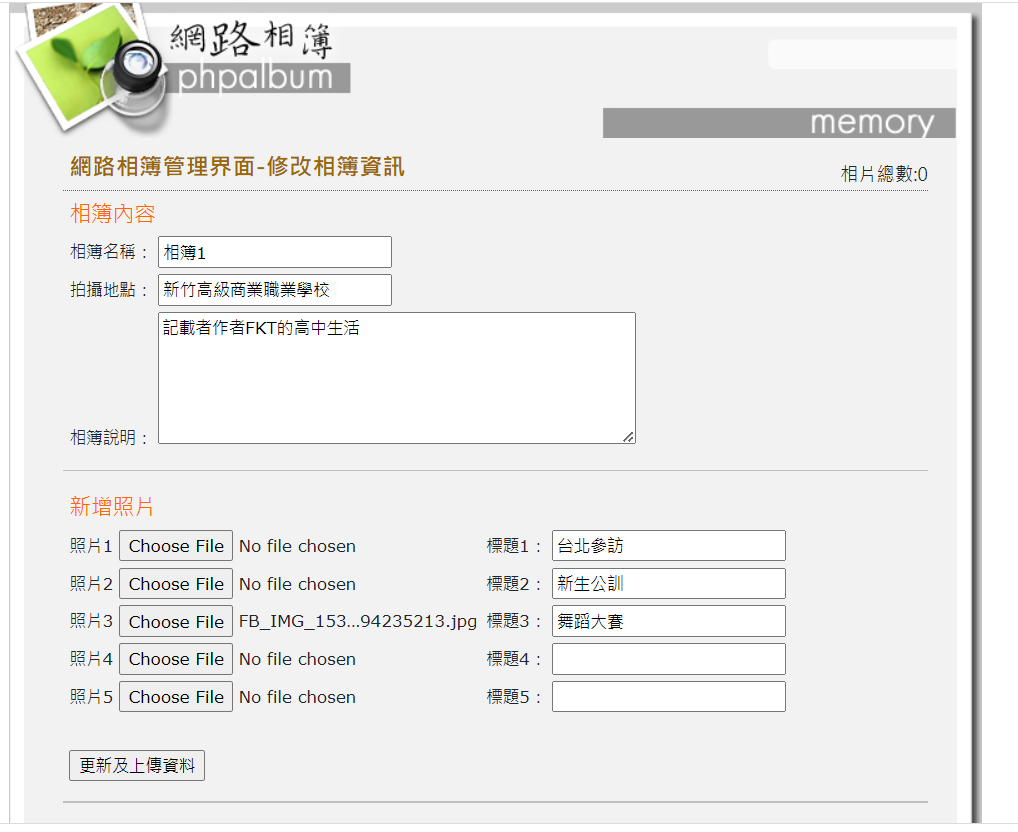 網路相簿
phpalbum
memory
網路相簿管理界面-修改相簿資訊
相片總數:0
相簿內容
相簿名稱： 相簿1
拍攝地點： 新竹高級商業職業學校
記載者作者FKT的高中生活
相簿說明：
新增照片
照片1 Choose File No file chosen 標題1： 台北參訪
照片2 Choose File No file chosen 標題2： 新生公訓
照片3 Choose File FB_IMG_153...94235213.jpg 標題3： 舞蹈大賽
照片4 Choose File No file chosen 標題4：
照片5 Choose File No file chosen 標題5：
更新及上傳資料